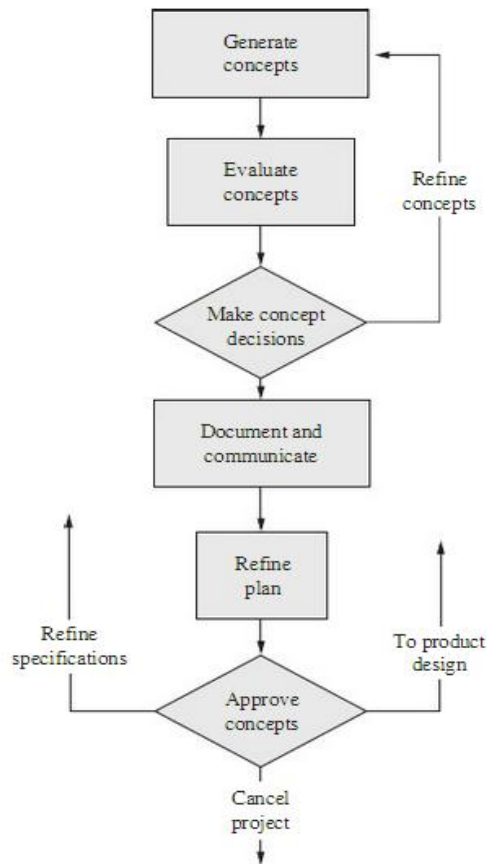 Generate
concepts
Evaluate
concepts
Refine
concepts
Make concept
decisions
Document and
communicate
Refine
plan
Refine
specifications
To product
design
Approve
concepts
Cancel
project